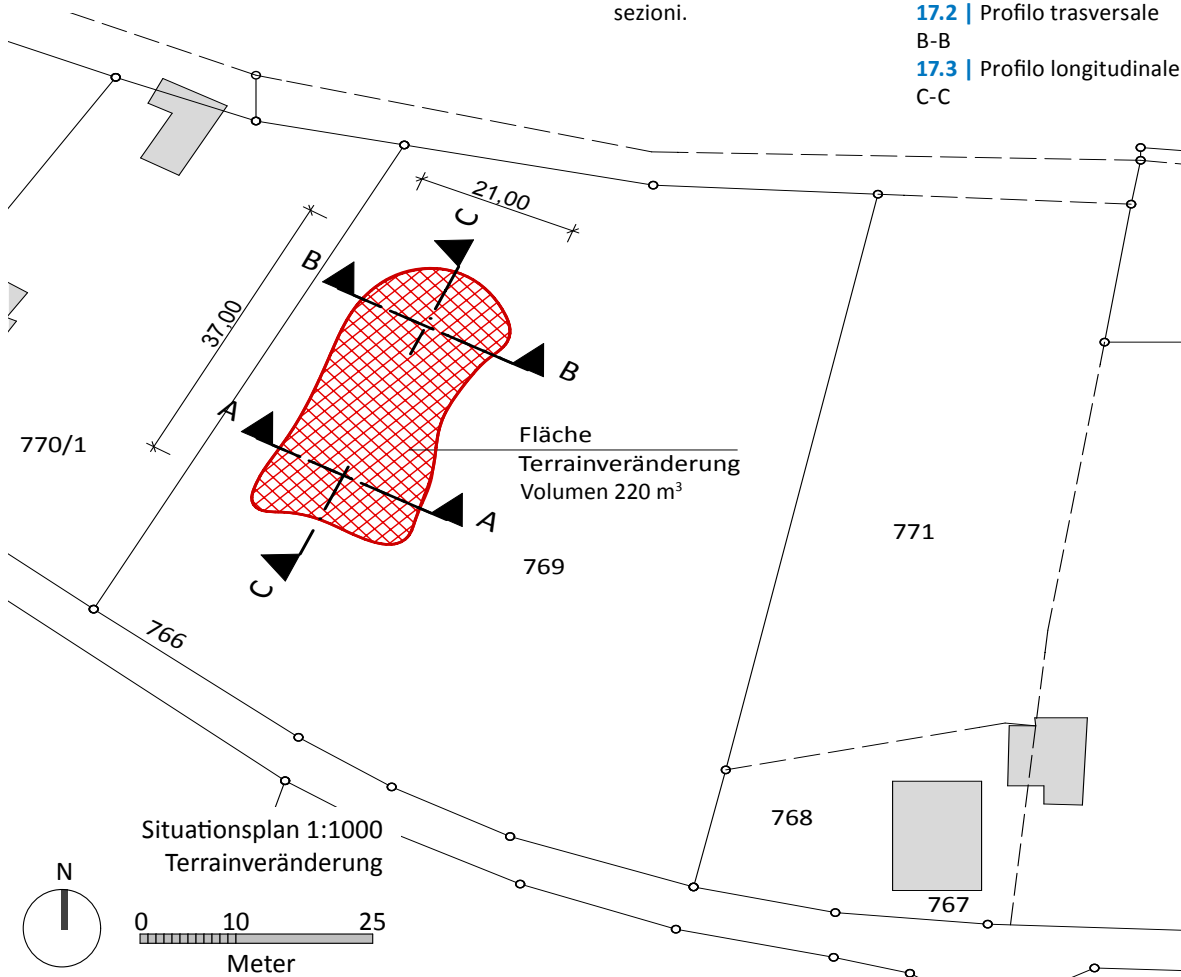 sezioni.
17.2 | Profilo trasversale
B-B
17.3 | Profilo longitudinale
C-C
21,00
C
B
37,00
B
A
770/1
Fläche
Terrainveränderung
Volumen 220 m³
A
771
769
C
766
768
Situationsplan 1:1000
Terrainveränderung
N
767
0 10 25
Meter